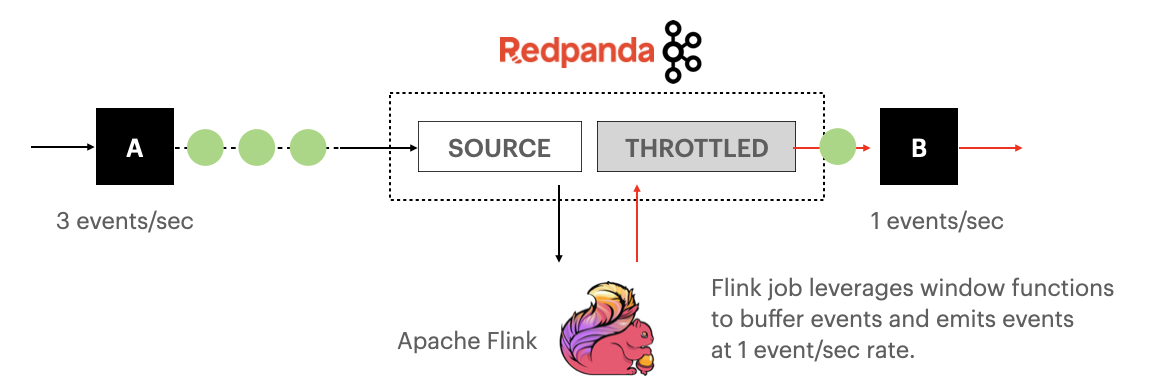 Redpanda
A
SOURCE
THROTTLED
B
3 events/sec
1 events/sec
Apache Flink
Flink job leverages window functions
to buffer events and emits events
at 1 event/sec rate.